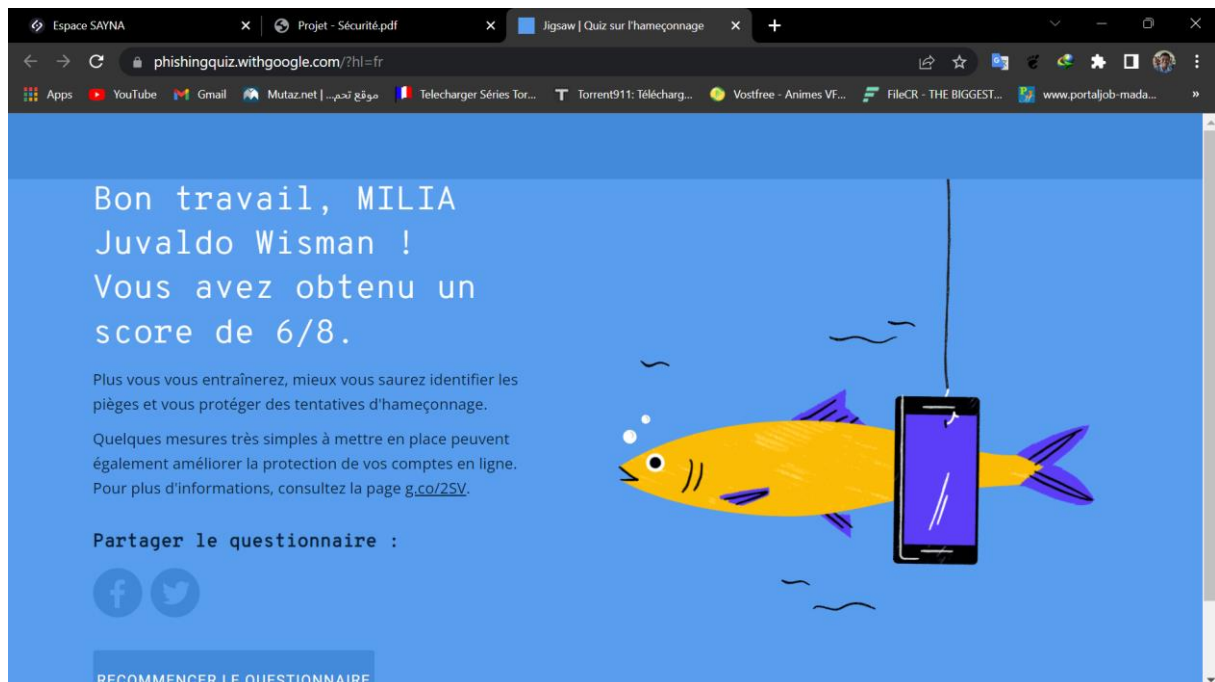 Espace SAYNA
Projet - Sécurité.pdf
Jigsaw | Quiz sur l'hameçonnage
phishingquiz.withgoogle.com/?hl=fr
Apps YouTube Gmail Mutaz.net | موقع تحم... Telecharger Séries Tor... Torrent911: Télécharg... Vostfree - Animes VF... FileCR - THE BIGGEST... www.portaljob-mada... »
Bon travail, MILIA
Juvaldo Wisman !
Vous avez obtenu un
score de 6/8.
Plus vous vous entraînerez, mieux vous saurez identifier les
pièges et vous protéger des tentatives d'hameçonnage.
Quelques mesures très simples à mettre en place peuvent
également améliorer la protection de vos comptes en ligne.
Pour plus d'informations, consultez la page g.co/2SV.
Partager le questionnaire :
RECOMMENCER LE QUESTIONNAIRE